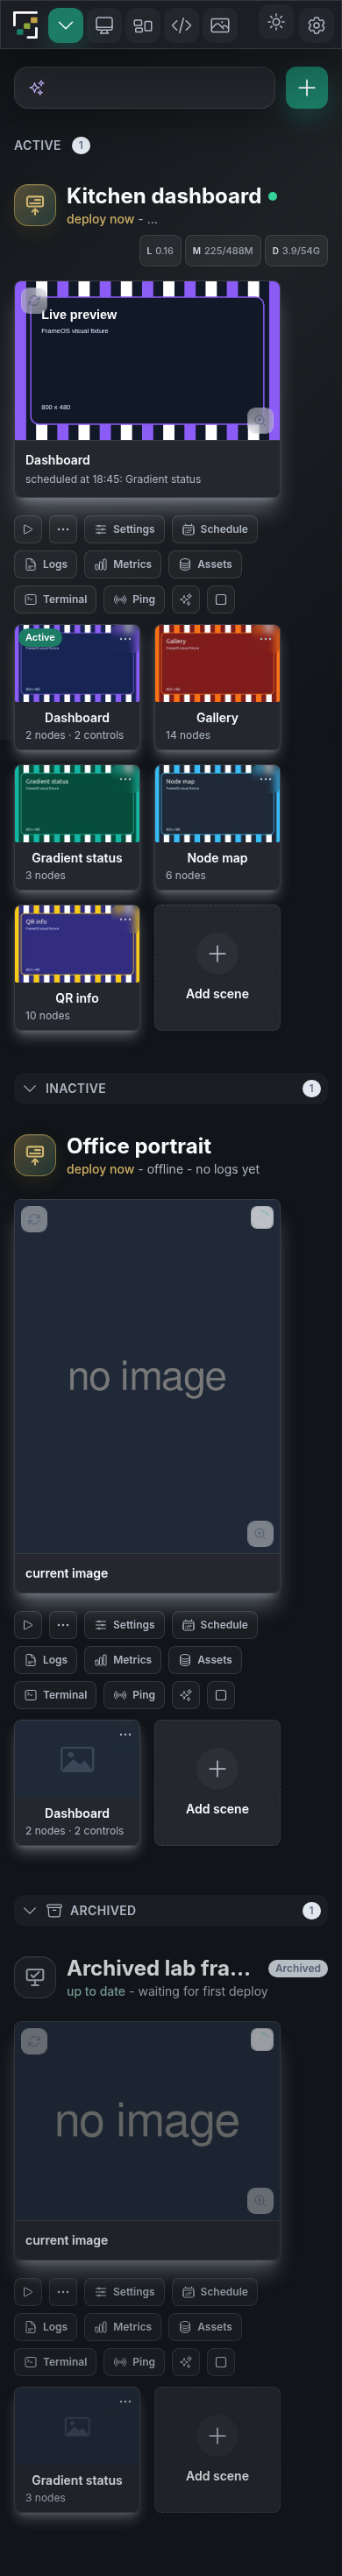 ACTIVE 1
Kitchen dashboard
deploy now - ...
L 0.16 M 225/488M D 3.9/54G
Live preview
FrameOS visual fixture
800 x 480
Dashboard
scheduled at 18:45: Gradient status
Settings Schedule
Logs Metrics Assets
Terminal Ping
Active
Dashboard
2 nodes · 2 controls
Gallery
Gallery
14 nodes
Gradient status
Gradient status
3 nodes
Node map
Node map
6 nodes
QR info
QR info
10 nodes
Add scene
INACTIVE 1
Office portrait
deploy now - offline - no logs yet
no image
current image
Settings Schedule
Logs Metrics Assets
Terminal Ping
Dashboard
2 nodes · 2 controls
Add scene
ARCHIVED 1
Archived lab fra... Archived
up to date - waiting for first deploy
no image
current image
Settings Schedule
Logs Metrics Assets
Terminal Ping
Gradient status
3 nodes
Add scene